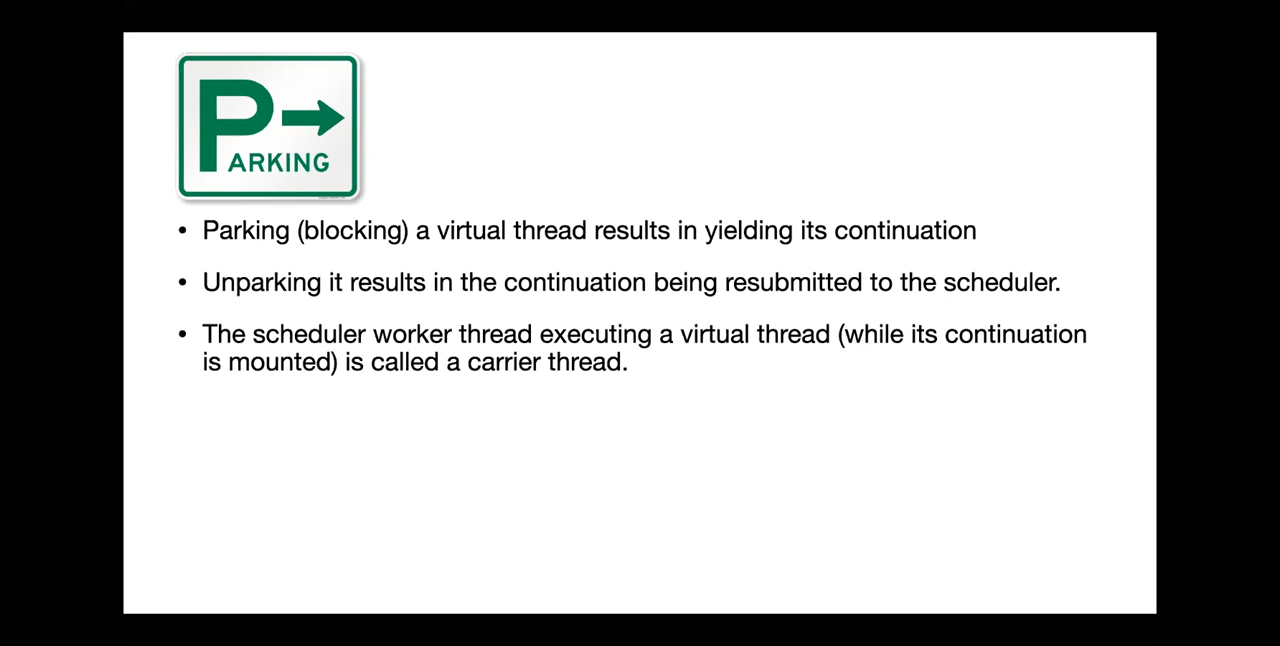 PARKING
• Parking (blocking) a virtual thread results in yielding its continuation
• Unparking it results in the continuation being resubmitted to the scheduler.
• The scheduler worker thread executing a virtual thread (while its continuation
is mounted) is called a carrier thread.